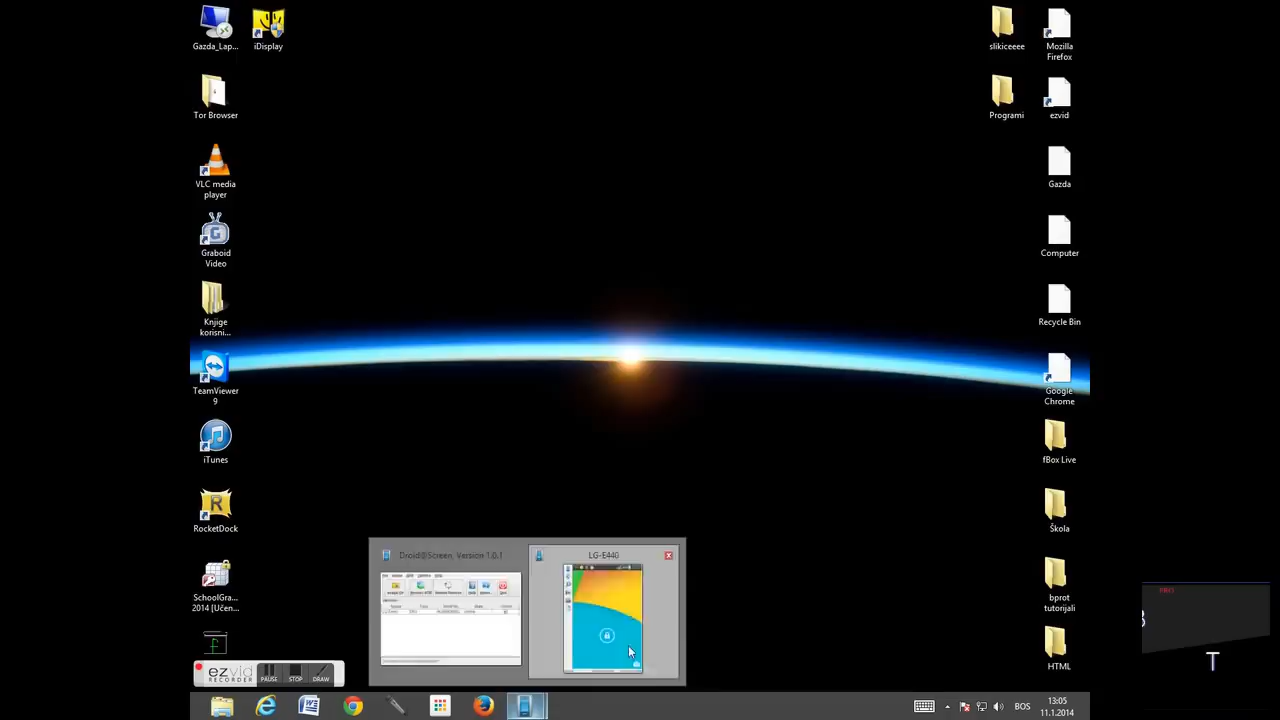 Gazda_Lap...
iDisplay
slikiceeee
Mozilla
Firefox
Tor Browser
Programi
ezvid
VLC media
player
Gazda
Graboid
Video
Computer
Knjige
korisni...
Recycle Bin
TeamViewer
9
Google
Chrome
iTunes
fBox Live
RocketDock
Škola
SchoolGra...
2014 [Učen...
bprot
tutorijali
HTML
Droid@Screen, Version 1.0.1
LG-E440
ezvid
RECORDER
PAUSE
STOP
DRAW
PRO
T
BOS
13:05
11.1.2014